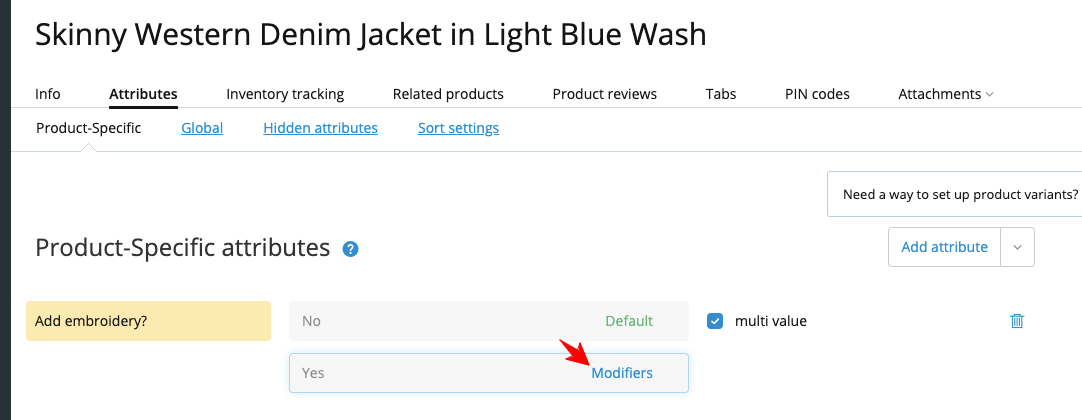 Skinny Western Denim Jacket in Light Blue Wash
Info Attributes Inventory tracking Related products Product reviews Tabs PIN codes Attachments
Product-Specific Global Hidden attributes Sort settings
Need a way to set up product variants?
Product-Specific attributes ?
Add attribute
Add embroidery? No Default multi value
Yes Modifiers